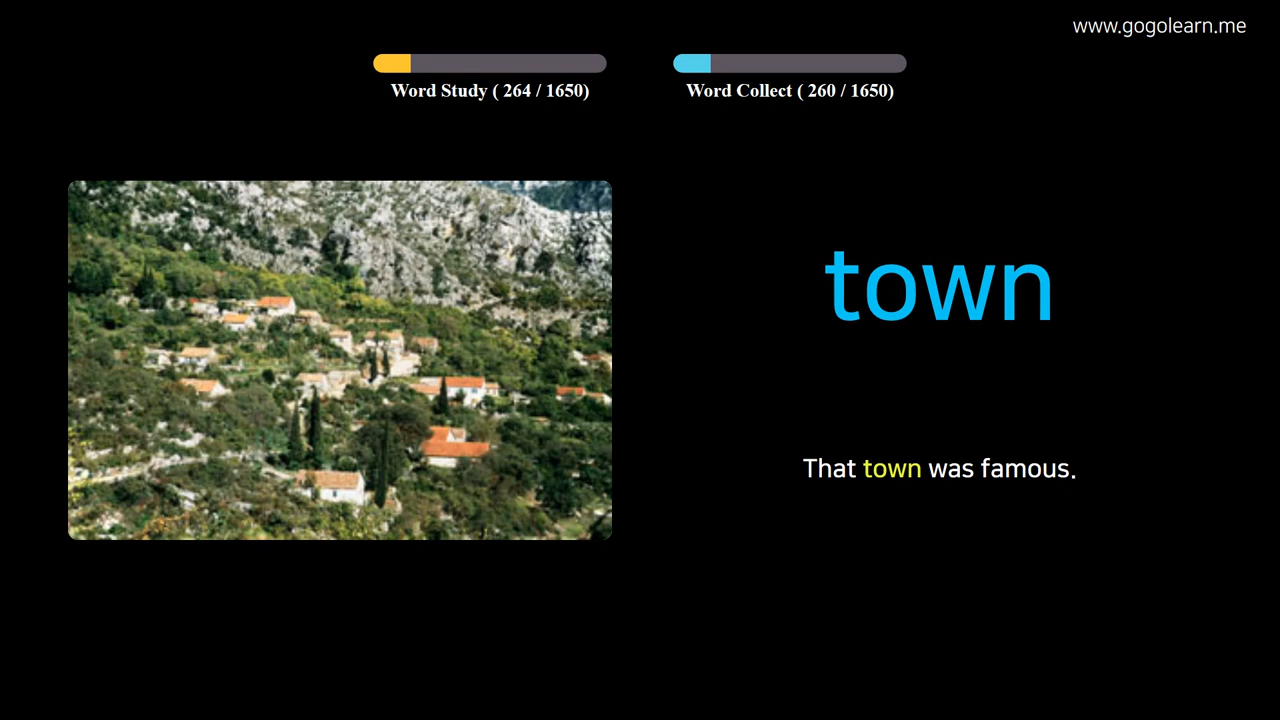 www.gogolearn.me
Word Study ( 264 / 1650)
Word Collect ( 260 / 1650)
town
That town was famous.